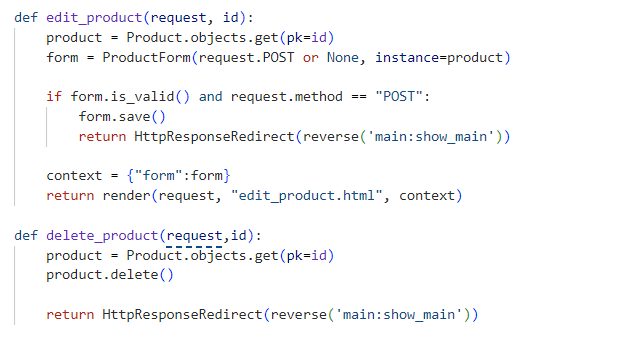 def edit_product(request, id):
    product = Product.objects.get(pk=id)
    form = ProductForm(request.POST or None, instance=product)
    if form.is_valid() and request.method == "POST":
        form.save()
        return HttpResponseRedirect(reverse('main:show_main'))
    context = {"form":form}
    return render(request, "edit_product.html", context)
def delete_product(request,id):
    product = Product.objects.get(pk=id)
    product.delete()
    return HttpResponseRedirect(reverse('main:show_main'))